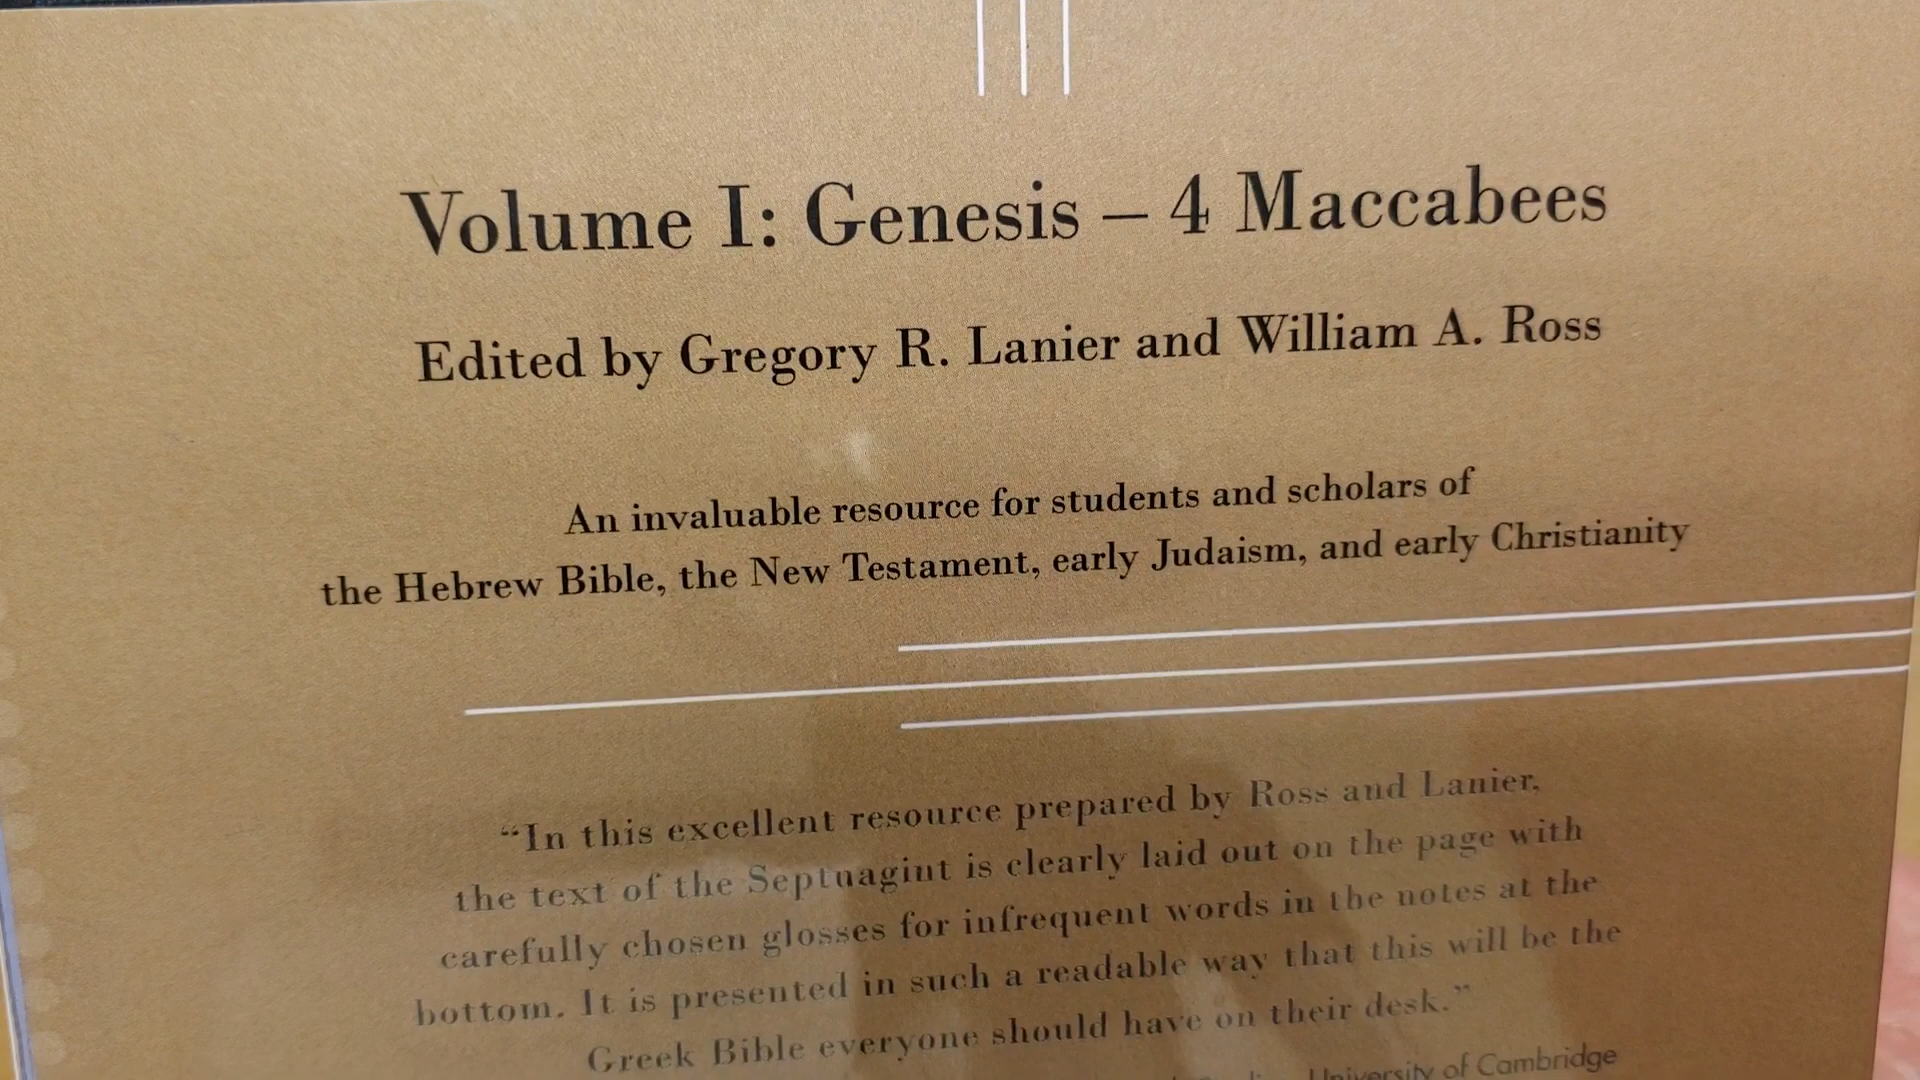 Volume I: Genesis – 4 Maccabees
Edited by Gregory R. Lanier and William A. Ross
An invaluable resource for students and scholars of
the Hebrew Bible, the New Testament, early Judaism, and early Christianity
“In this excellent resource prepared by Ross and Lanier,
the text of the Septuagint is clearly laid out on the page with
carefully chosen glosses for infrequent words in the notes at the
bottom. It is presented in such a readable way that this will be the
Greek Bible everyone should have on their desk.”
University of Cambridge